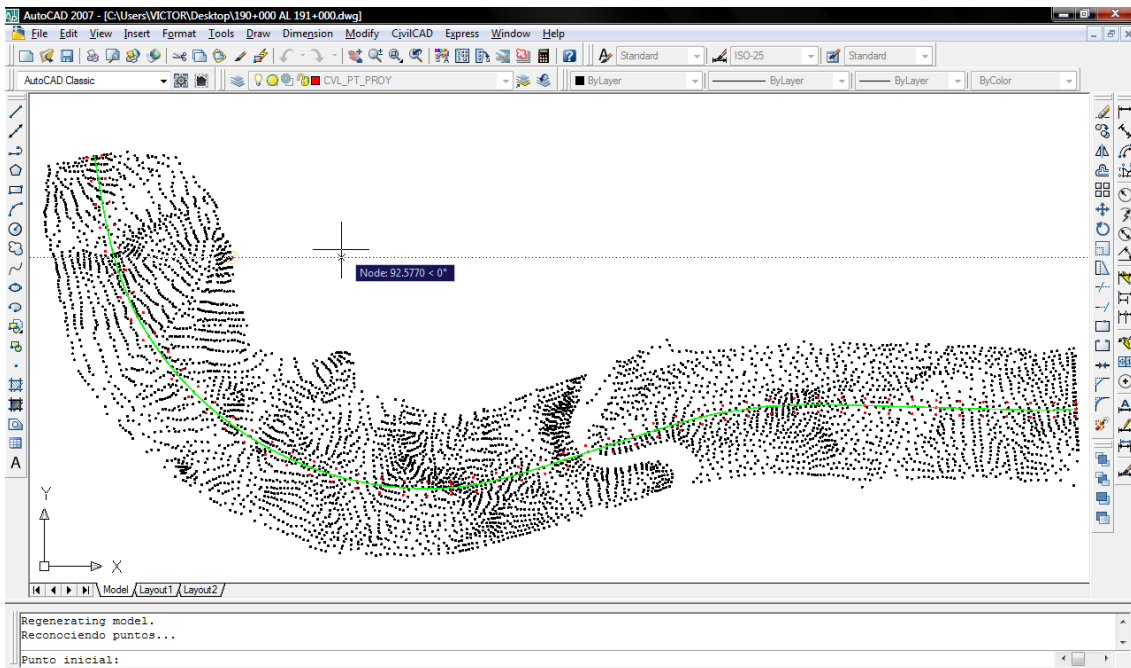 AutoCAD 2007 - [C:\Users\VICTOR\Desktop\190+000 AL 191+000.dwg]
File Edit View Insert Format Tools Draw Dimension Modify CivilCAD Express Window Help
Standard ISO-25 Standard
AutoCAD Classic CVL_PT_PROY ByLayer ByLayer ByLayer ByColor
Node: 92.5770 < 0°
Y
X
A
Model Layout1 Layout2
Regenerating model.
Reconociendo puntos...
Punto inicial: